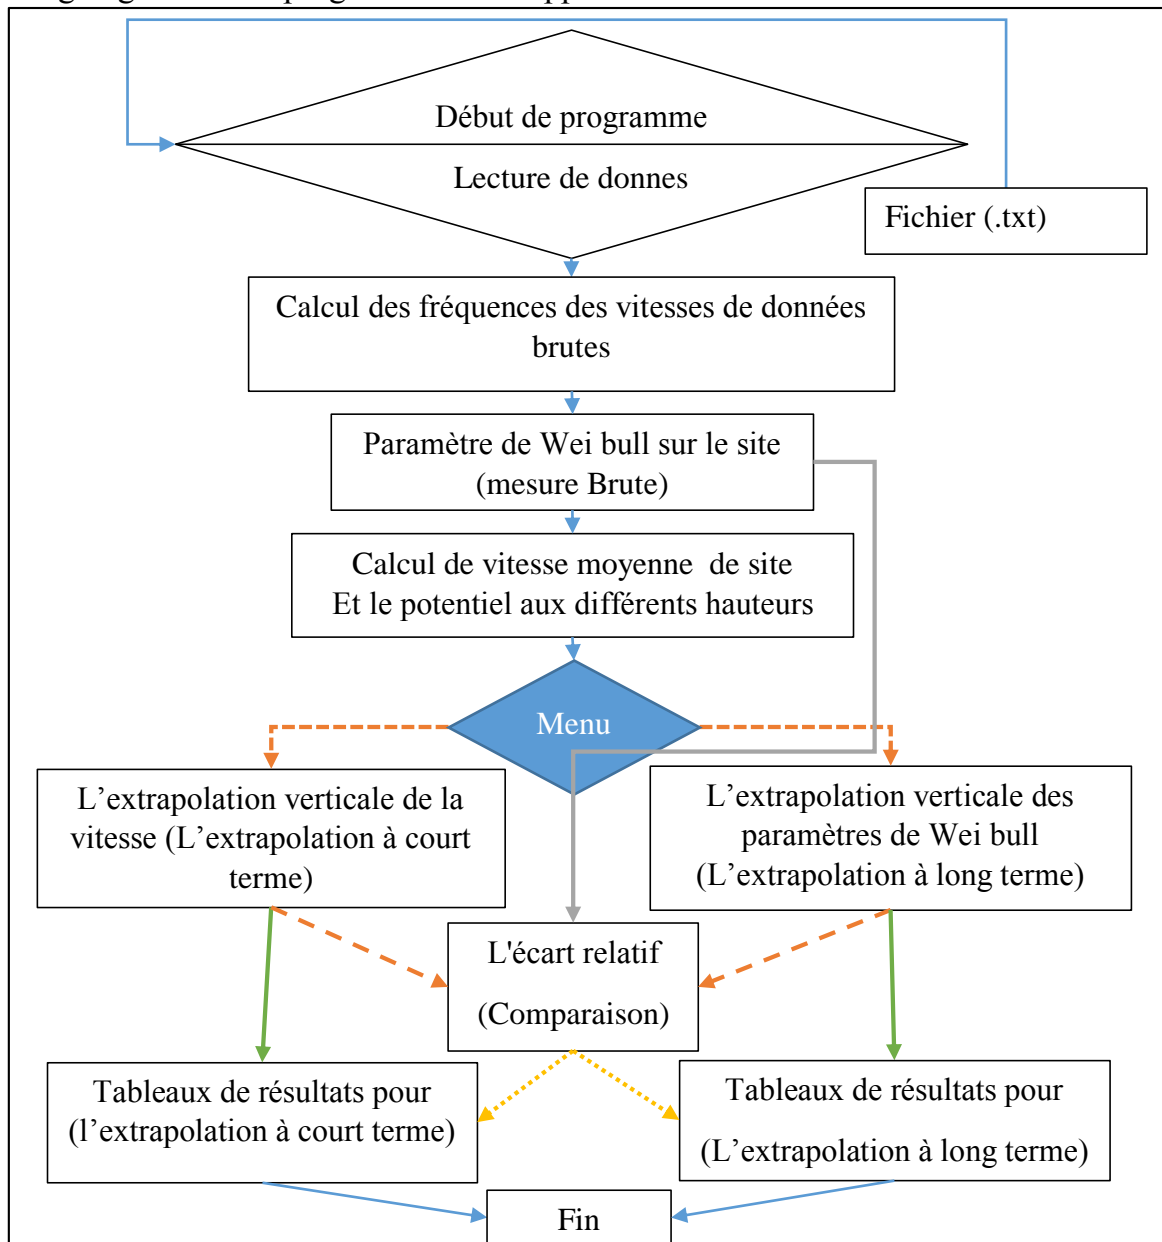 Début de programme
Lecture de donnes
Fichier (.txt)
Calcul des fréquences des vitesses de données
brutes
Paramètre de Wei bull sur le site
(mesure Brute)
Calcul de vitesse moyenne  de site
Et le potentiel aux différents hauteurs
Menu
L’extrapolation verticale de la
vitesse (L’extrapolation à court
terme)
L’extrapolation verticale des
paramètres de Wei bull
(L’extrapolation à long terme)
L'écart relatif
(Comparaison)
Tableaux de résultats pour
(l’extrapolation à court terme)
Tableaux de résultats pour
(L’extrapolation à long terme)
Fin